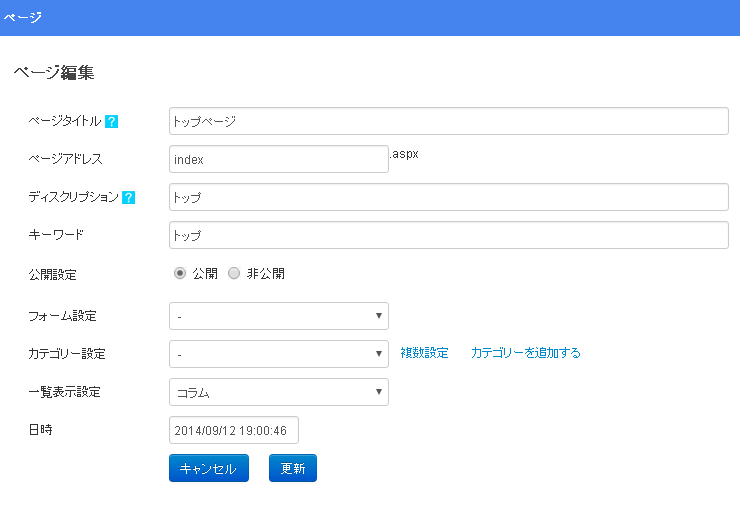 ページ
ページ編集
ページタイトル ? トップページ
ページアドレス index .aspx
ディスクリプション ? トップ
キーワード トップ
公開設定 公開 非公開
フォーム設定 -
カテゴリー設定 - 複数設定 カテゴリーを追加する
一覧表示設定 コラム
日時 2014/09/12 19:00:46
キャンセル 更新